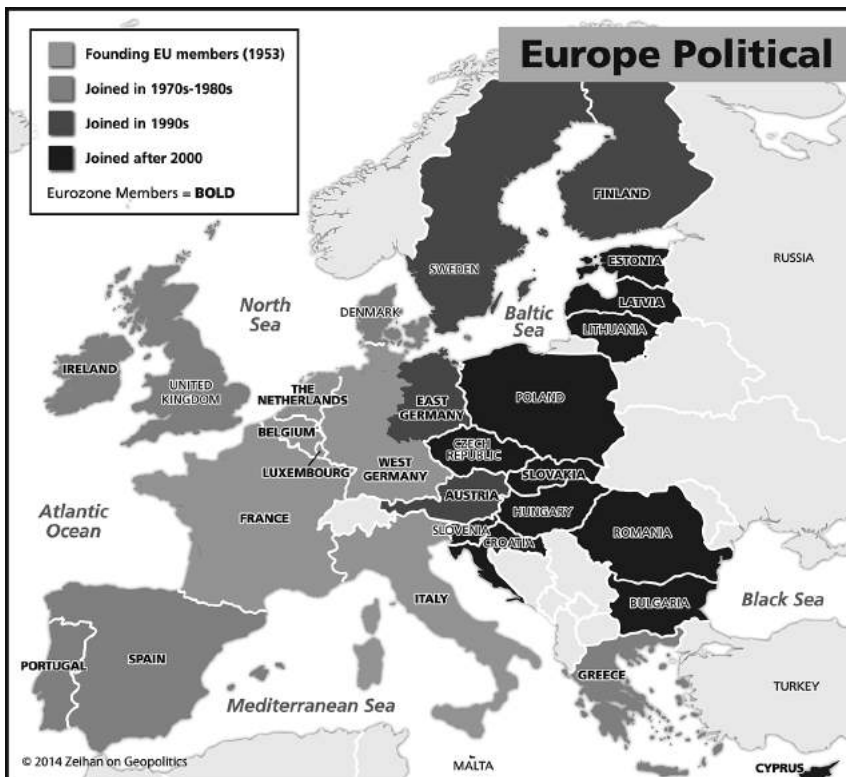 Europe Political
Founding EU members (1953)
Joined in 1970s-1980s
Joined in 1990s
Joined after 2000
Eurozone Members = BOLD
FINLAND
RUSSIA
SWEDEN
ESTONIA
North
Sea
Baltic
Sea
LATVIA
DENMARK
LITHUANIA
IRELAND
UNITED
KINGDOM
THE
NETHERLANDS
EAST
GERMANY
POLAND
BELGIUM
CZECH
REPUBLIC
LUXEMBOURG
WEST
GERMANY
SLOVAKIA
AUSTRIA
HUNGARY
Atlantic
Ocean
FRANCE
SLOVENIA
CROATIA
ROMANIA
ITALY
BULGARIA
Black Sea
PORTUGAL
SPAIN
GREECE
TURKEY
Mediterranean Sea
© 2014 Zeihan on Geopolitics
MALTA
CYPRUS